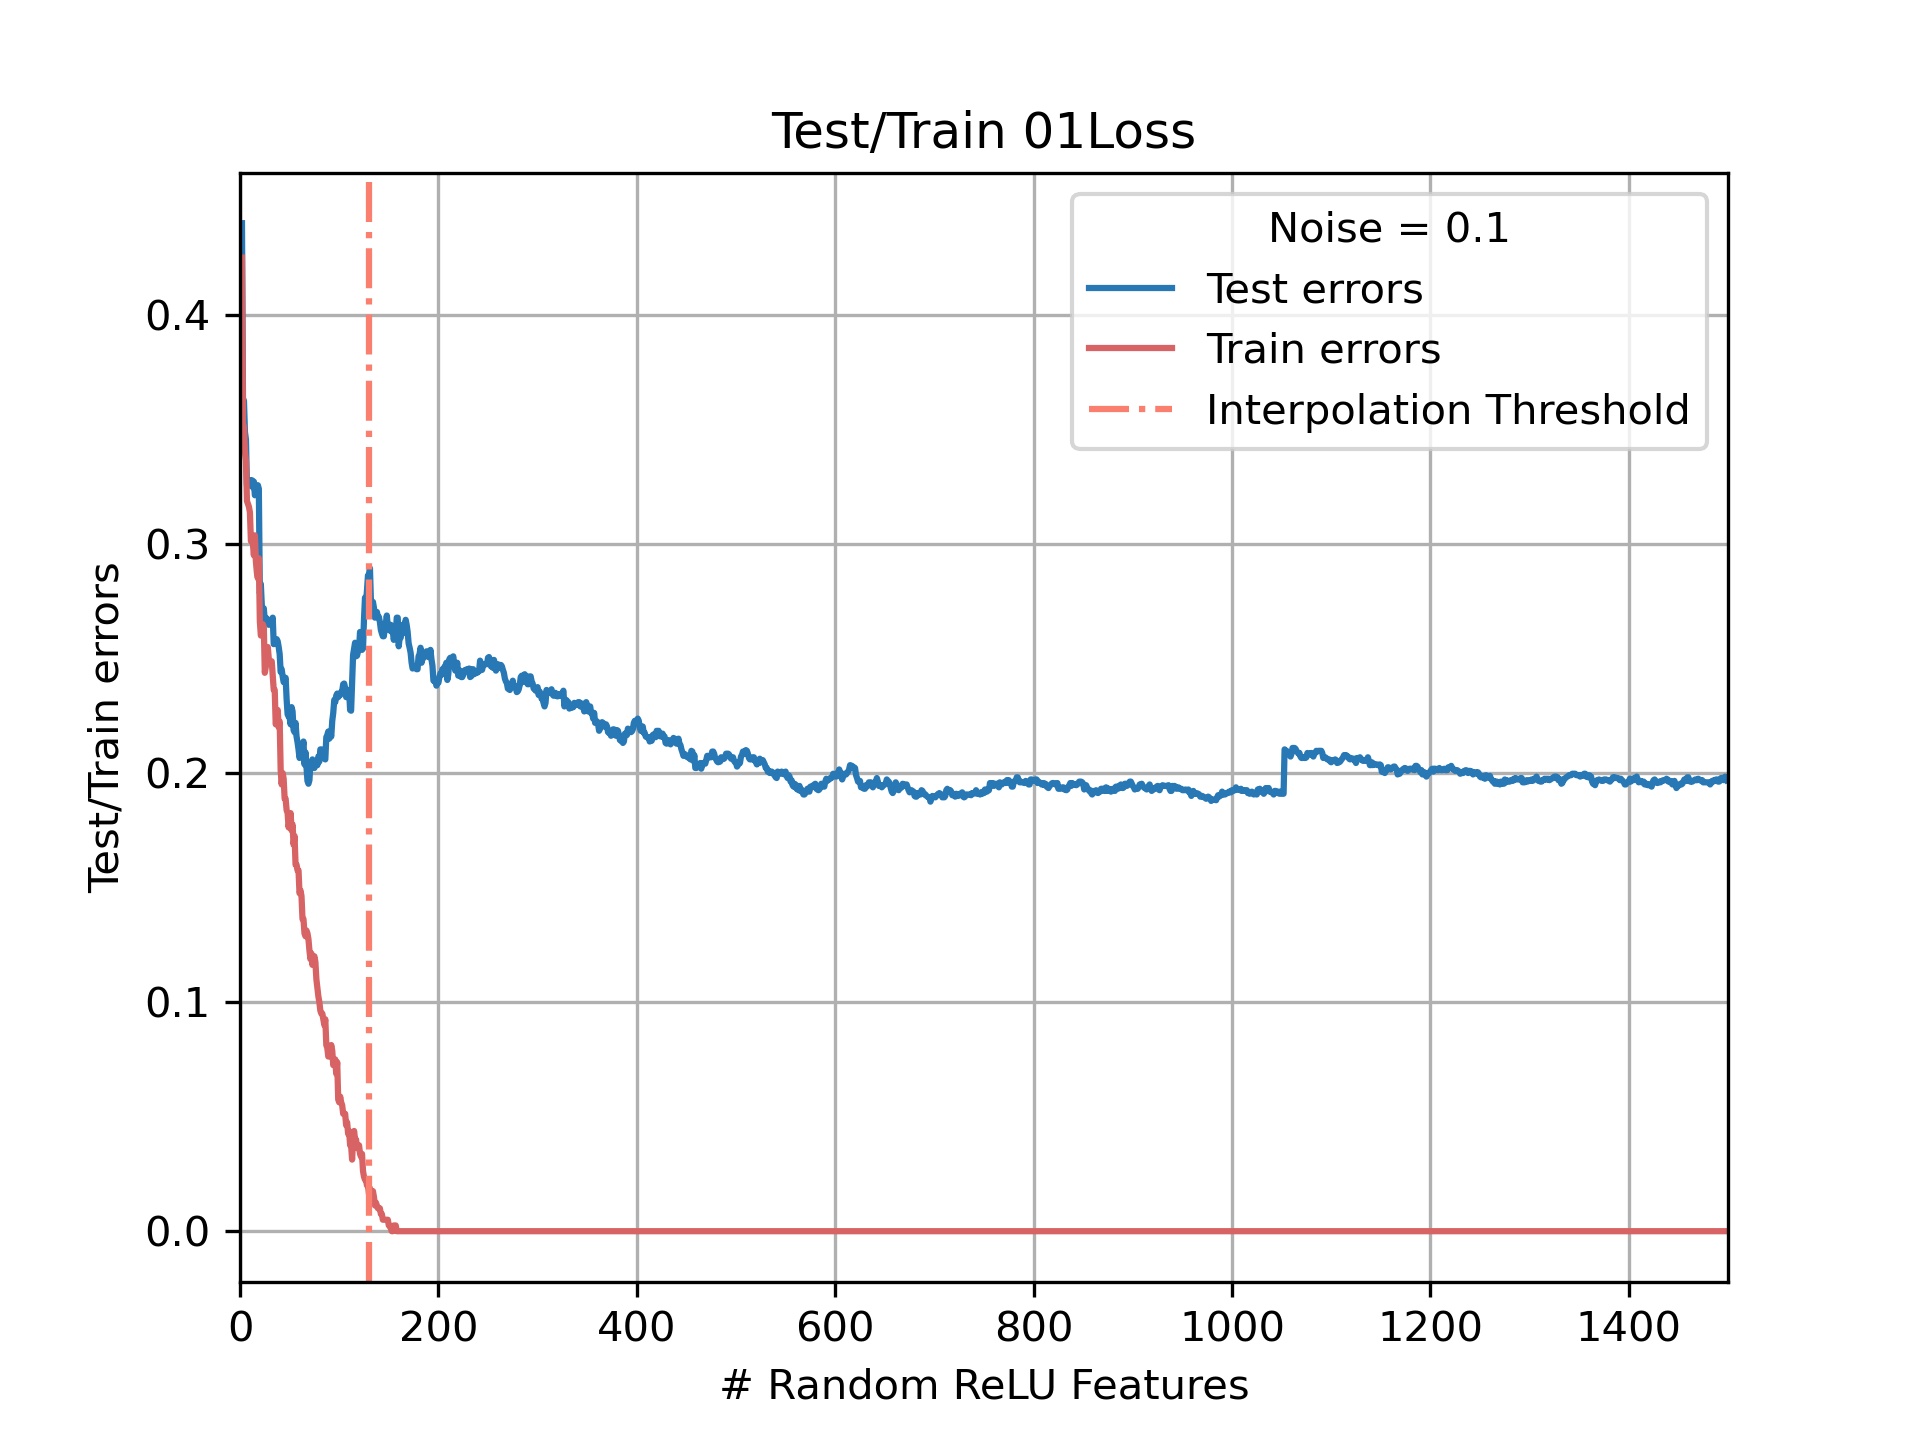 Test/Train 01Loss
Noise = 0.1
Test errors
Train errors
Interpolation Threshold
Test/Train errors
0.4
0.3
0.2
0.1
0.0
0 200 400 600 800 1000 1200 1400
# Random ReLU Features